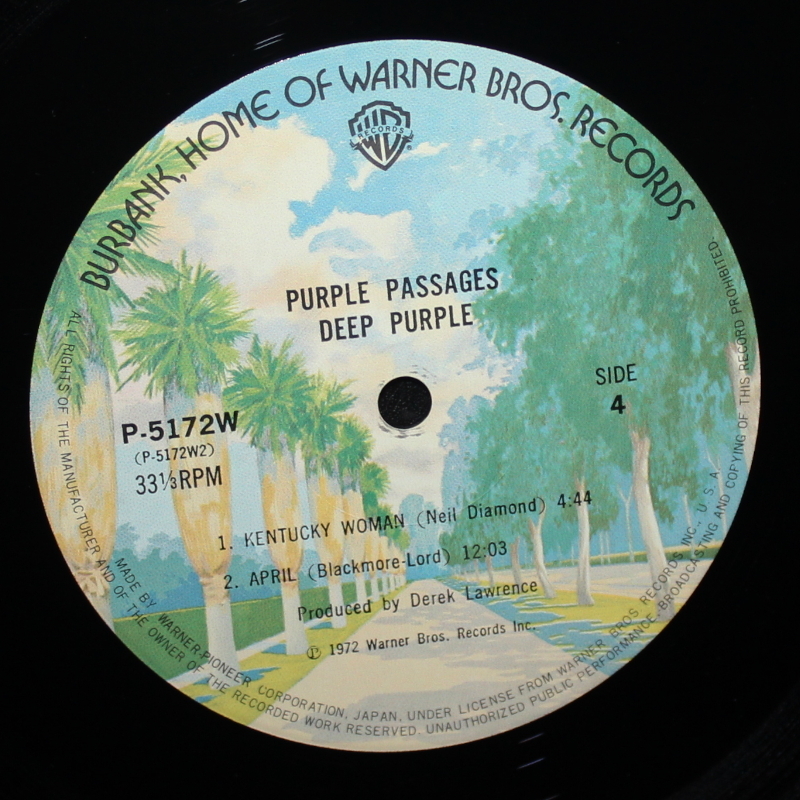 BURBANK, HOME OF WARNER BROS. RECORDS
RECORDS
PURPLE PASSAGES
DEEP PURPLE
SIDE
4
P-5172W
(P-5172W2)
33⅓RPM
1. KENTUCKY WOMAN (Neil Diamond) 4:44
2. APRIL (Blackmore-Lord) 12:03
Produced by Derek Lawrence
Ⓟ 1972 Warner Bros. Records Inc.
MADE BY WARNER-PIONEER CORPORATION, JAPAN, UNDER LICENSE FROM WARNER BROS RECORDS INC., U.S.A.
ALL RIGHTS OF THE MANUFACTURER AND OF THE OWNER OF THE RECORDED WORK RESERVED. UNAUTHORIZED PUBLIC PERFORMANCE, BROADCASTING AND COPYING OF THIS RECORD PROHIBITED.